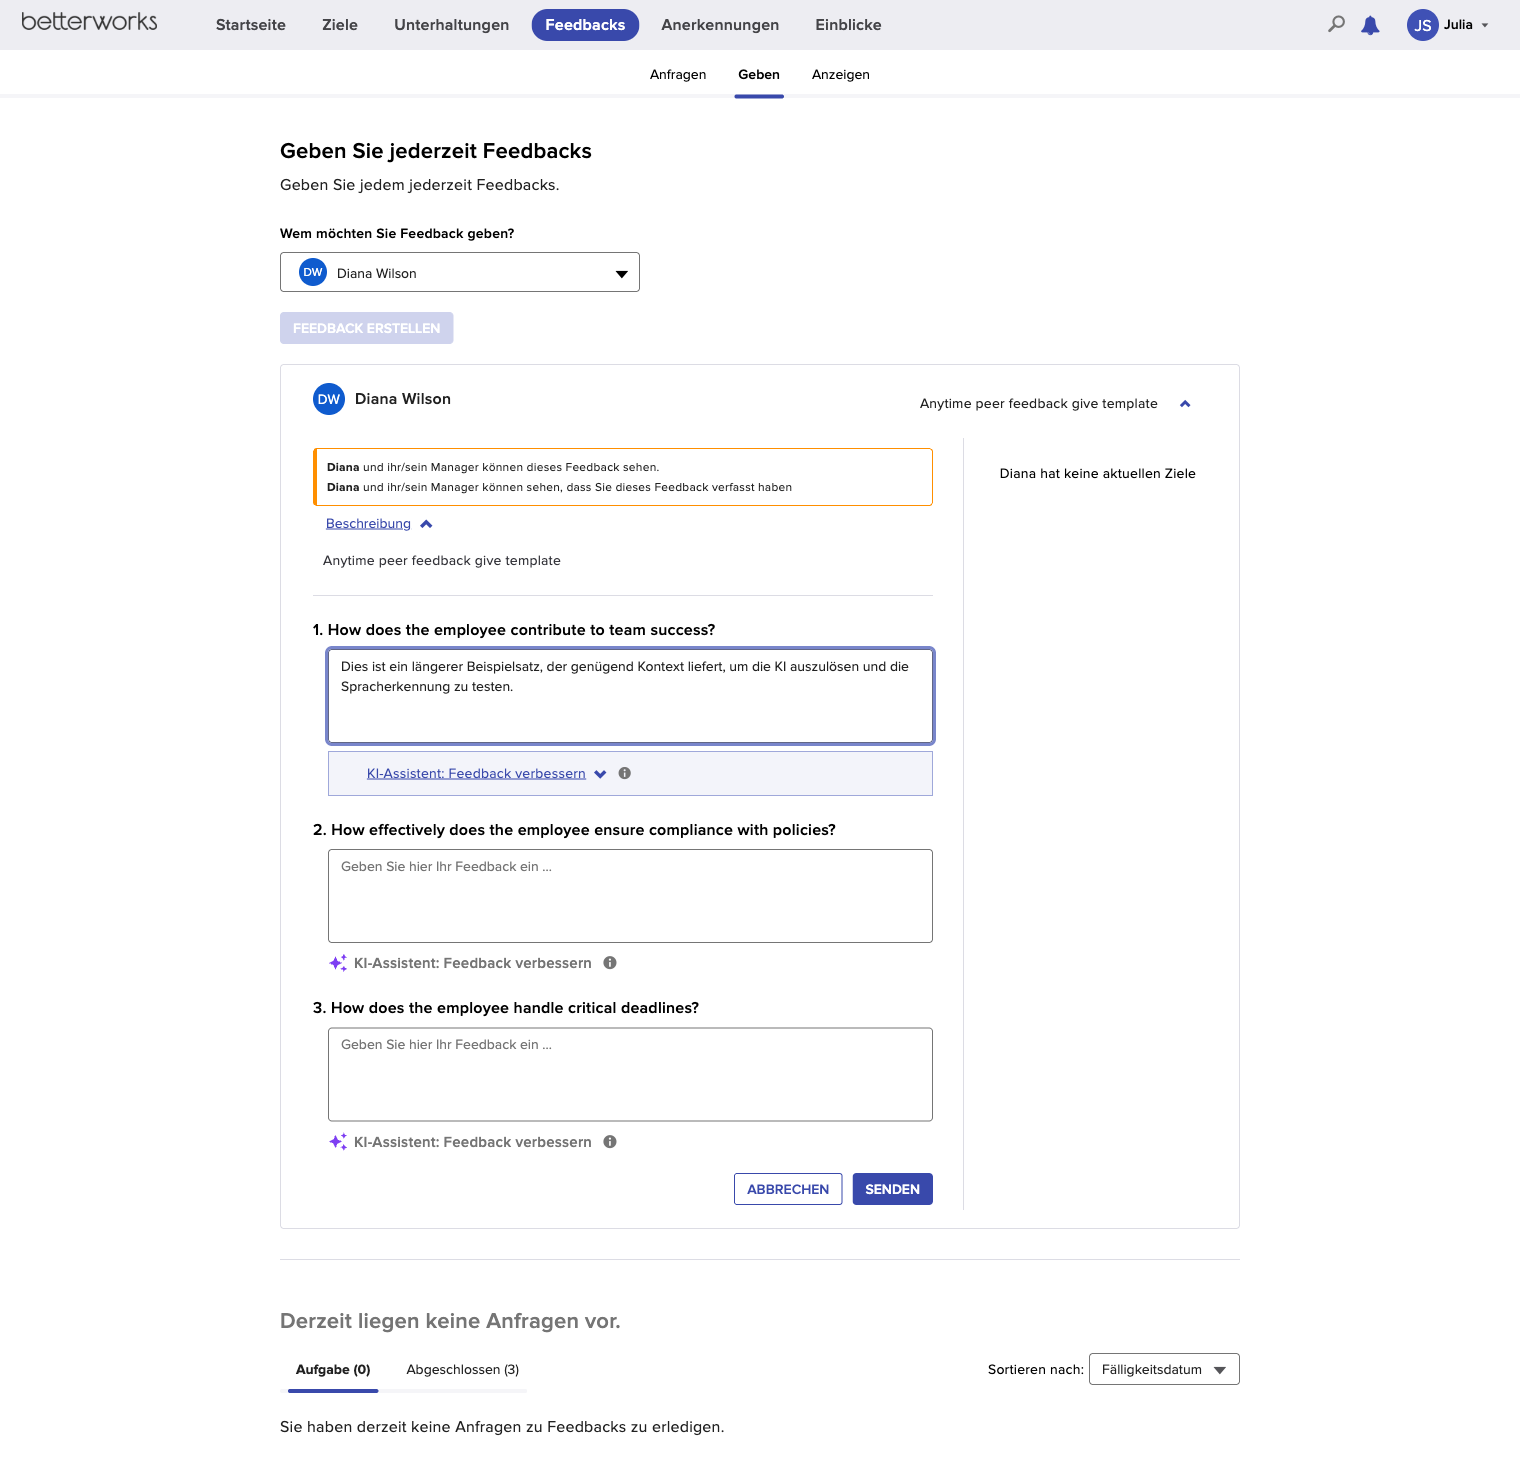 betterworks
Startseite Ziele Unterhaltungen Feedbacks Anerkennungen Einblicke JS Julia
Anfragen Geben Anzeigen
Geben Sie jederzeit Feedbacks
Geben Sie jedem jederzeit Feedbacks.
Wem möchten Sie Feedback geben?
DW Diana Wilson
FEEDBACK ERSTELLEN
DW Diana Wilson
Anytime peer feedback give template
Diana und ihr/sein Manager können dieses Feedback sehen.
Diana und ihr/sein Manager können sehen, dass Sie dieses Feedback verfasst haben
Diana hat keine aktuellen Ziele
Beschreibung
Anytime peer feedback give template
1. How does the employee contribute to team success?
Dies ist ein längerer Beispielsatz, der genügend Kontext liefert, um die KI auszulösen und die
Spracherkennung zu testen.
KI-Assistent: Feedback verbessern
2. How effectively does the employee ensure compliance with policies?
Geben Sie hier Ihr Feedback ein ...
KI-Assistent: Feedback verbessern
3. How does the employee handle critical deadlines?
Geben Sie hier Ihr Feedback ein ...
KI-Assistent: Feedback verbessern
ABBRECHEN SENDEN
Derzeit liegen keine Anfragen vor.
Aufgabe (0) Abgeschlossen (3)
Sortieren nach: Fälligkeitsdatum
Sie haben derzeit keine Anfragen zu Feedbacks zu erledigen.